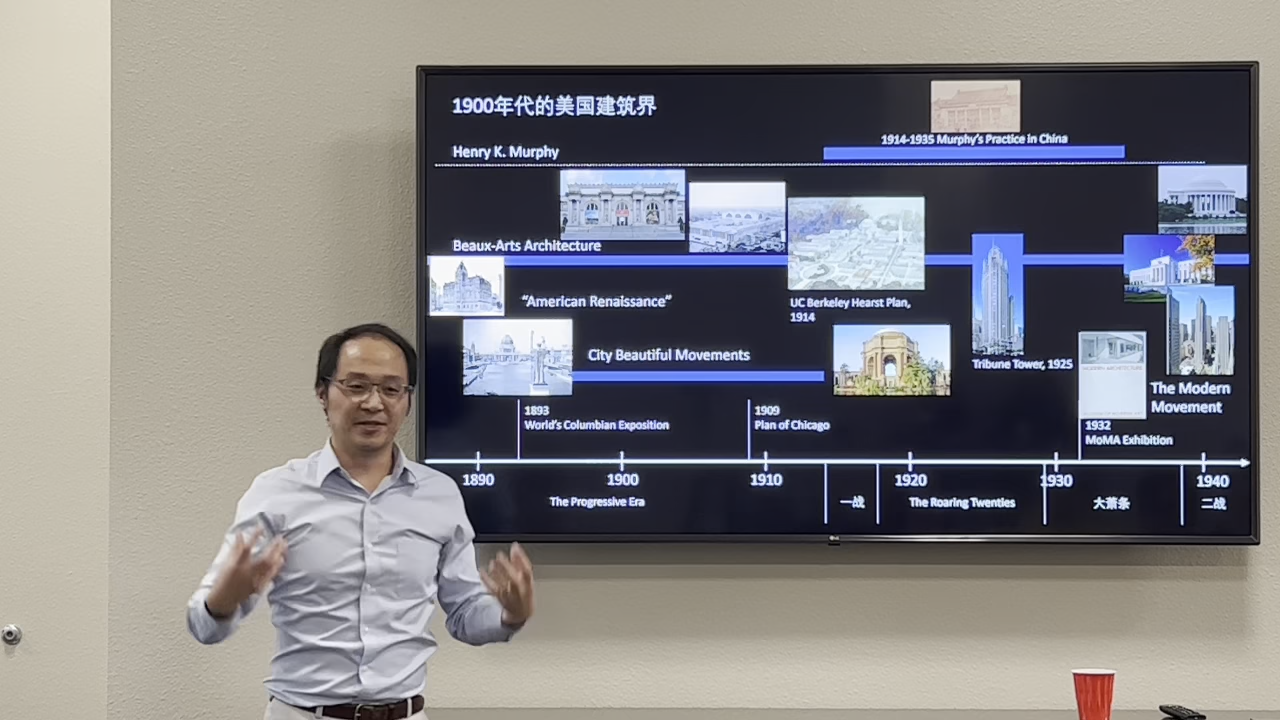 1900年代的美国建筑界
1914-1935 Murphy's Practice in China
Henry K. Murphy
Beaux-Arts Architecture
“American Renaissance”
UC Berkeley Hearst Plan,
1914
City Beautiful Movements
Tribune Tower, 1925
MODERN ARCHITECTURE
The Modern
Movement
1893
World's Columbian Exposition
1909
Plan of Chicago
1932
MoMA Exhibition
1890
1900
1910
1920
1930
1940
The Progressive Era
一战
The Roaring Twenties
大萧条
二战
LG